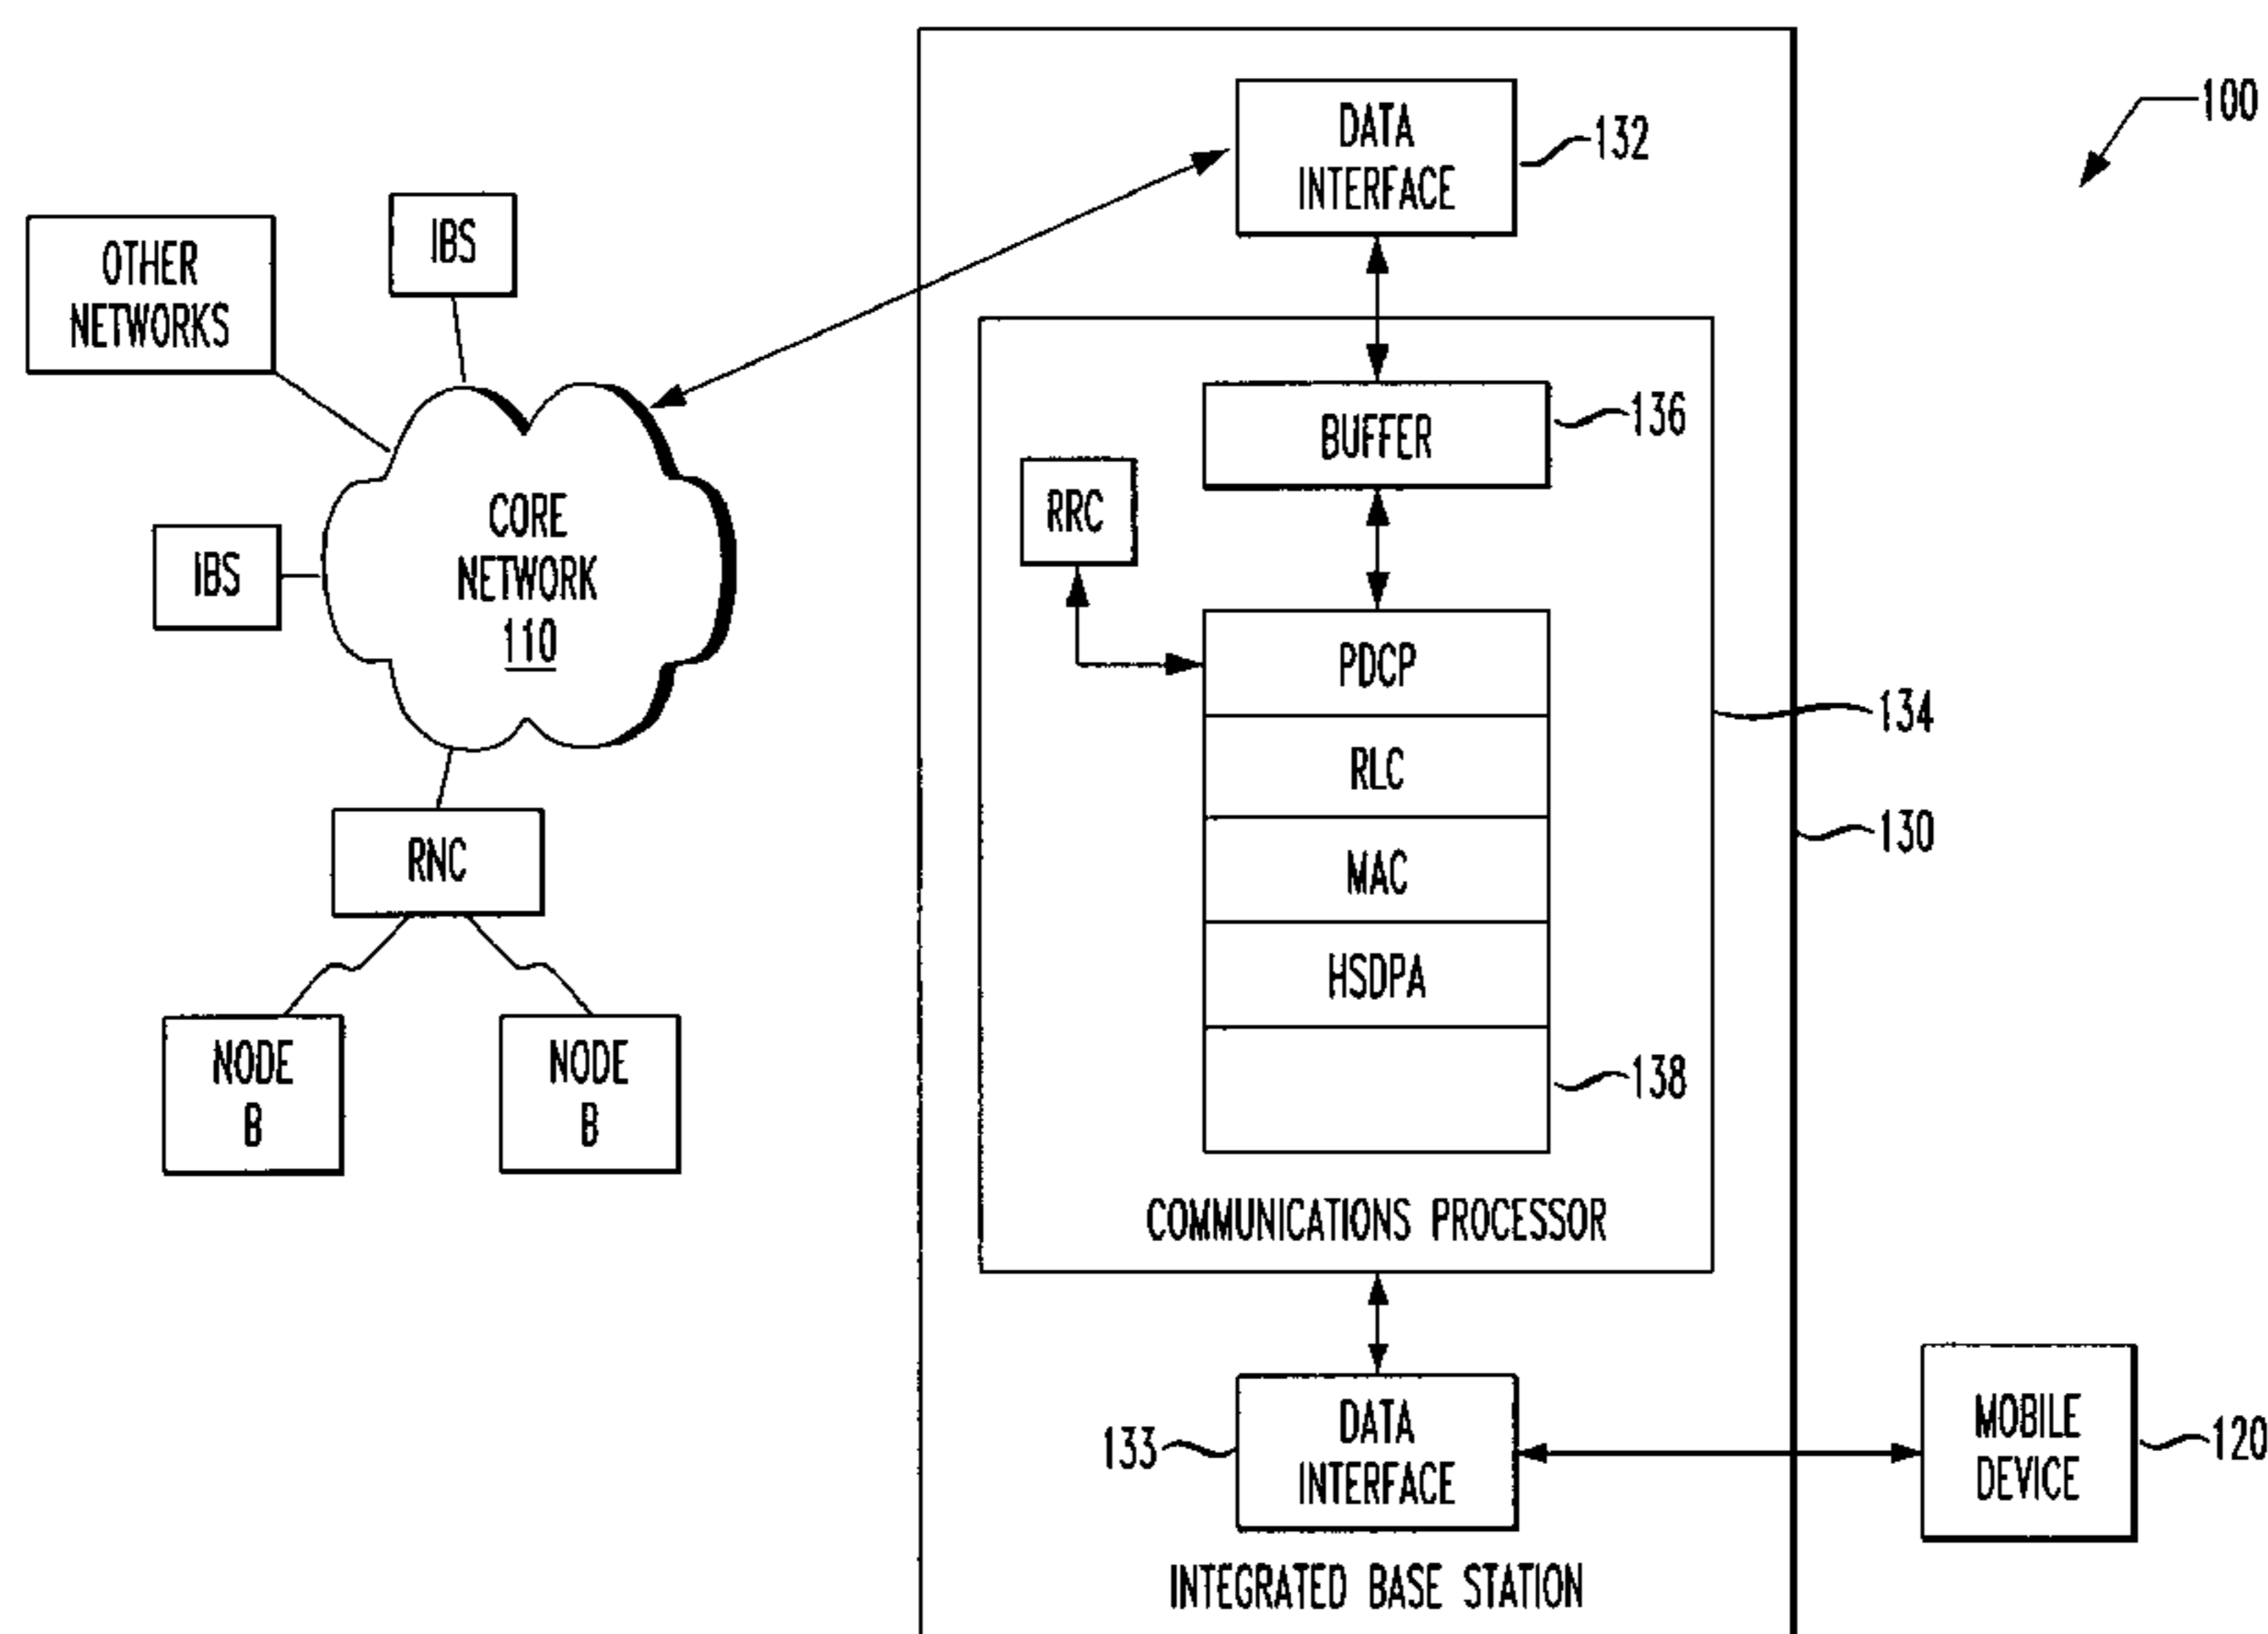 100
DATA
INTERFACE
132
OTHER
NETWORKS
IBS
BUFFER
136
RRC
CORE
NETWORK
110
IBS
PDCP
134
RLC
130
RNC
MAC
HSDPA
NODE
B
NODE
B
138
COMMUNICATIONS PROCESSOR
133
DATA
INTERFACE
MOBILE
DEVICE
120
INTEGRATED BASE STATION